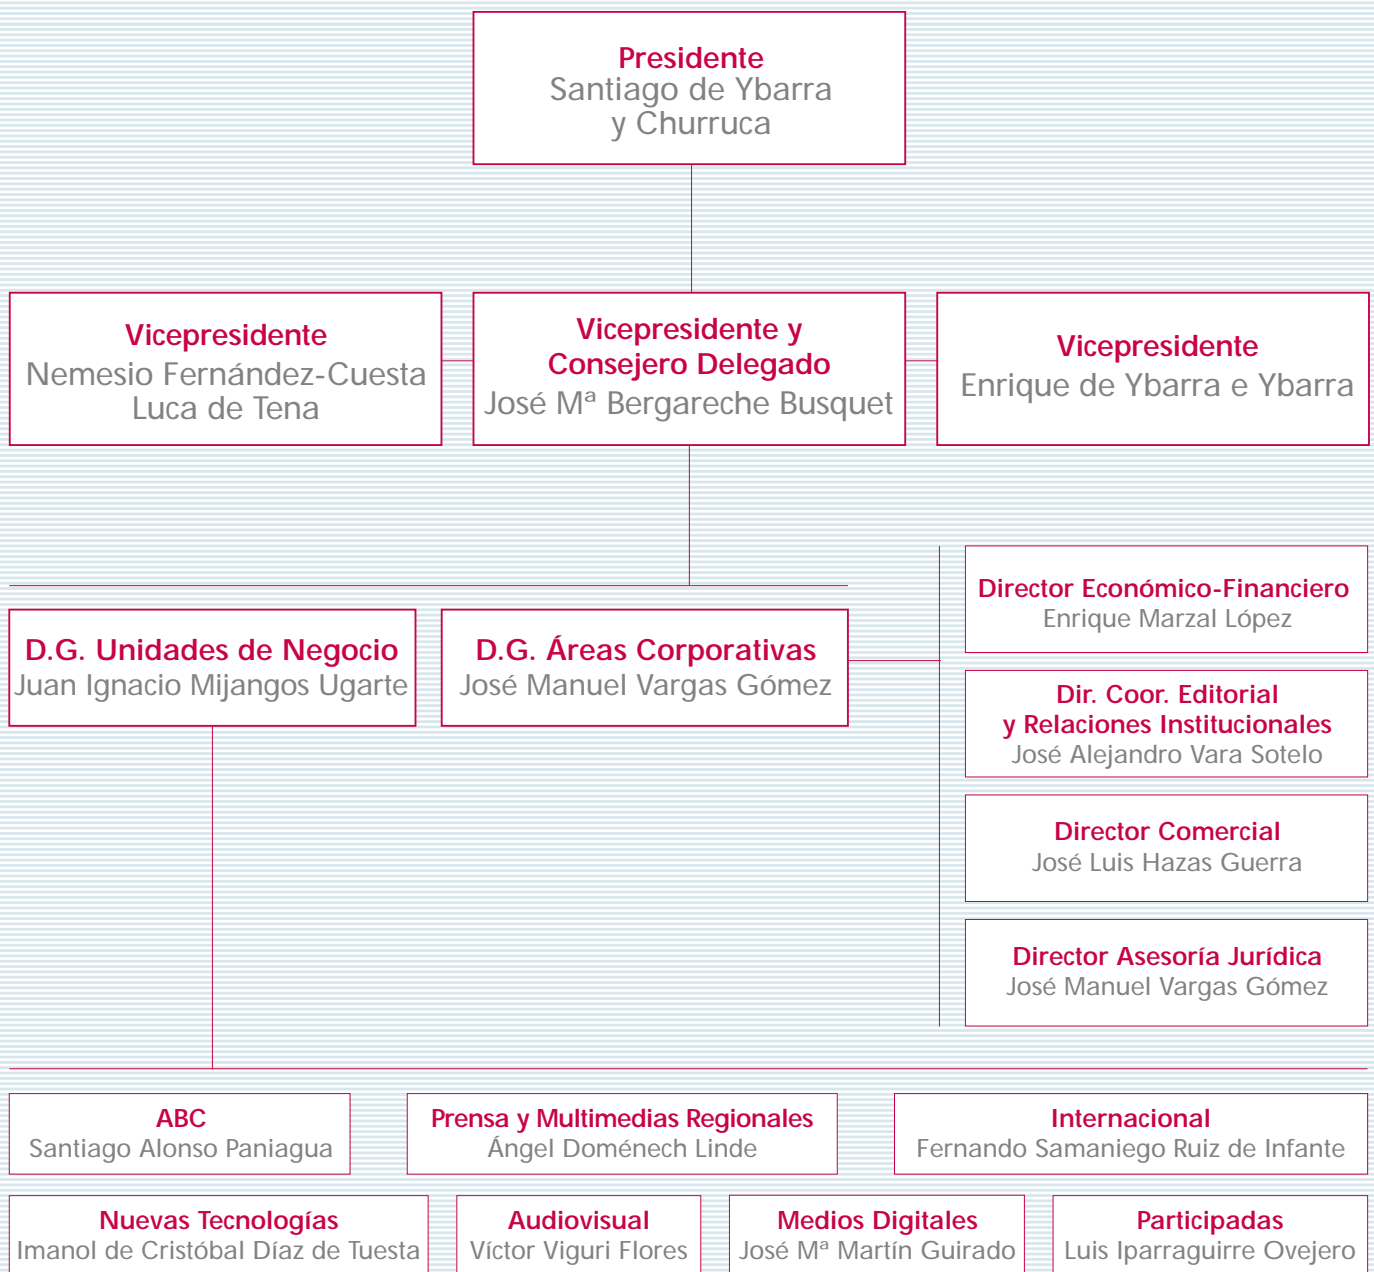 Presidente
Santiago de Ybarra
y Churruca
Vicepresidente
Nemesio Fernández-Cuesta
Luca de Tena
Vicepresidente y
Consejero Delegado
José Mª Bergareche Busquet
Vicepresidente
Enrique de Ybarra e Ybarra
D.G. Unidades de Negocio
Juan Ignacio Mijangos Ugarte
D.G. Áreas Corporativas
José Manuel Vargas Gómez
Director Económico-Financiero
Enrique Marzal López
Dir. Coor. Editorial
y Relaciones Institucionales
José Alejandro Vara Sotelo
Director Comercial
José Luis Hazas Guerra
Director Asesoría Jurídica
José Manuel Vargas Gómez
ABC
Santiago Alonso Paniagua
Prensa y Multimedias Regionales
Ángel Doménech Linde
Internacional
Fernando Samaniego Ruiz de Infante
Nuevas Tecnologías
Imanol de Cristóbal Díaz de Tuesta
Audiovisual
Víctor Viguri Flores
Medios Digitales
José Mª Martín Guirado
Participadas
Luis Iparraguirre Ovejero